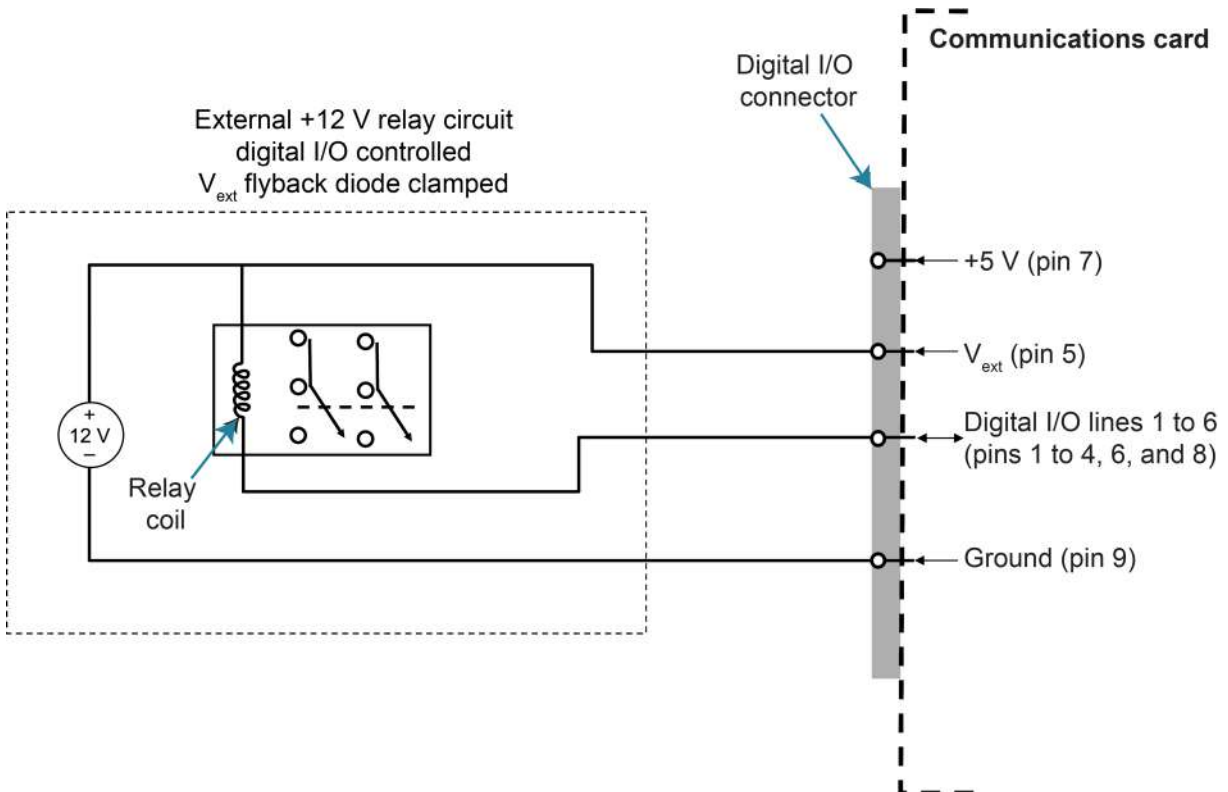 Communications card
Digital I/O
connector
External +12 V relay circuit
digital I/O controlled
Vext flyback diode clamped
+5 V (pin 7)
Vext (pin 5)
+
12 V
–
Digital I/O lines 1 to 6
(pins 1 to 4, 6, and 8)
Relay
coil
Ground (pin 9)